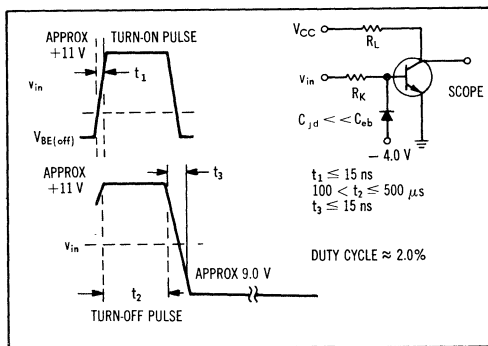 APPROX
+11 V
TURN-ON PULSE
t1
Vin
VBE(off)
APPROX
+11 V
t3
Vin
APPROX 9.0 V
t2
TURN-OFF PULSE
VCC
RL
Vin
RK
SCOPE
Cjd << Ceb
– 4.0 V
t1 ≤ 15 ns
100 < t2 ≤ 500 μs
t3 ≤ 15 ns
DUTY CYCLE ≈ 2.0%